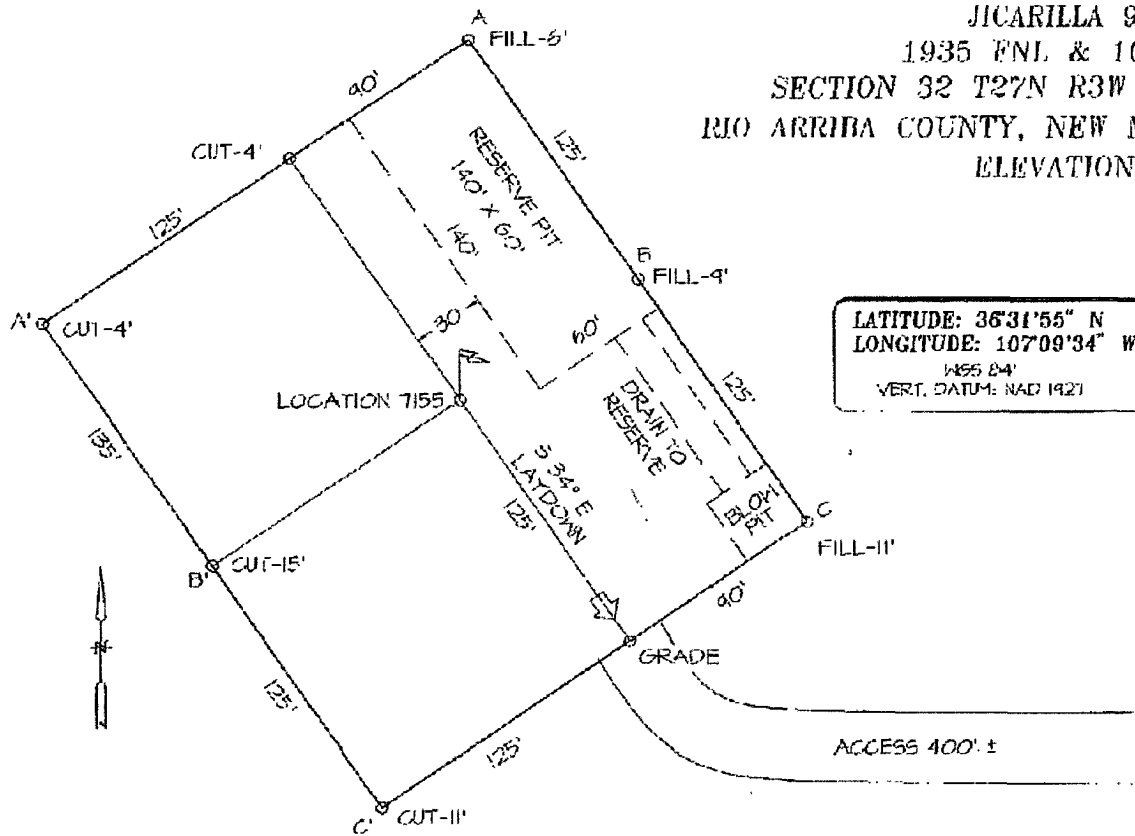 JICARILLA 9
1935 FNL & 10
SECTION 32 T27N R3W
RIO ARRIBA COUNTY, NEW M
ELEVATION
A
FILL-6'
90'
CUT-4'
125'
RESERVE PIT
140' X 60'
125'
140'
B
FILL-9'
A'
CUT-4'
30'
60'
LATITUDE: 36°31'55" N
LONGITUDE: 107°09'34" W
VERT. DATUM: NAD 1927
135'
LOCATION 7155
125'
DRAIN TO
RESERVE
S 34° E
LAYDOWN
125'
BLOW
PIT
C
FILL-11'
B'
CUT-15'
90'
N
GRADE
125'
125'
ACCESS 400' ±
C'
CUT-11'